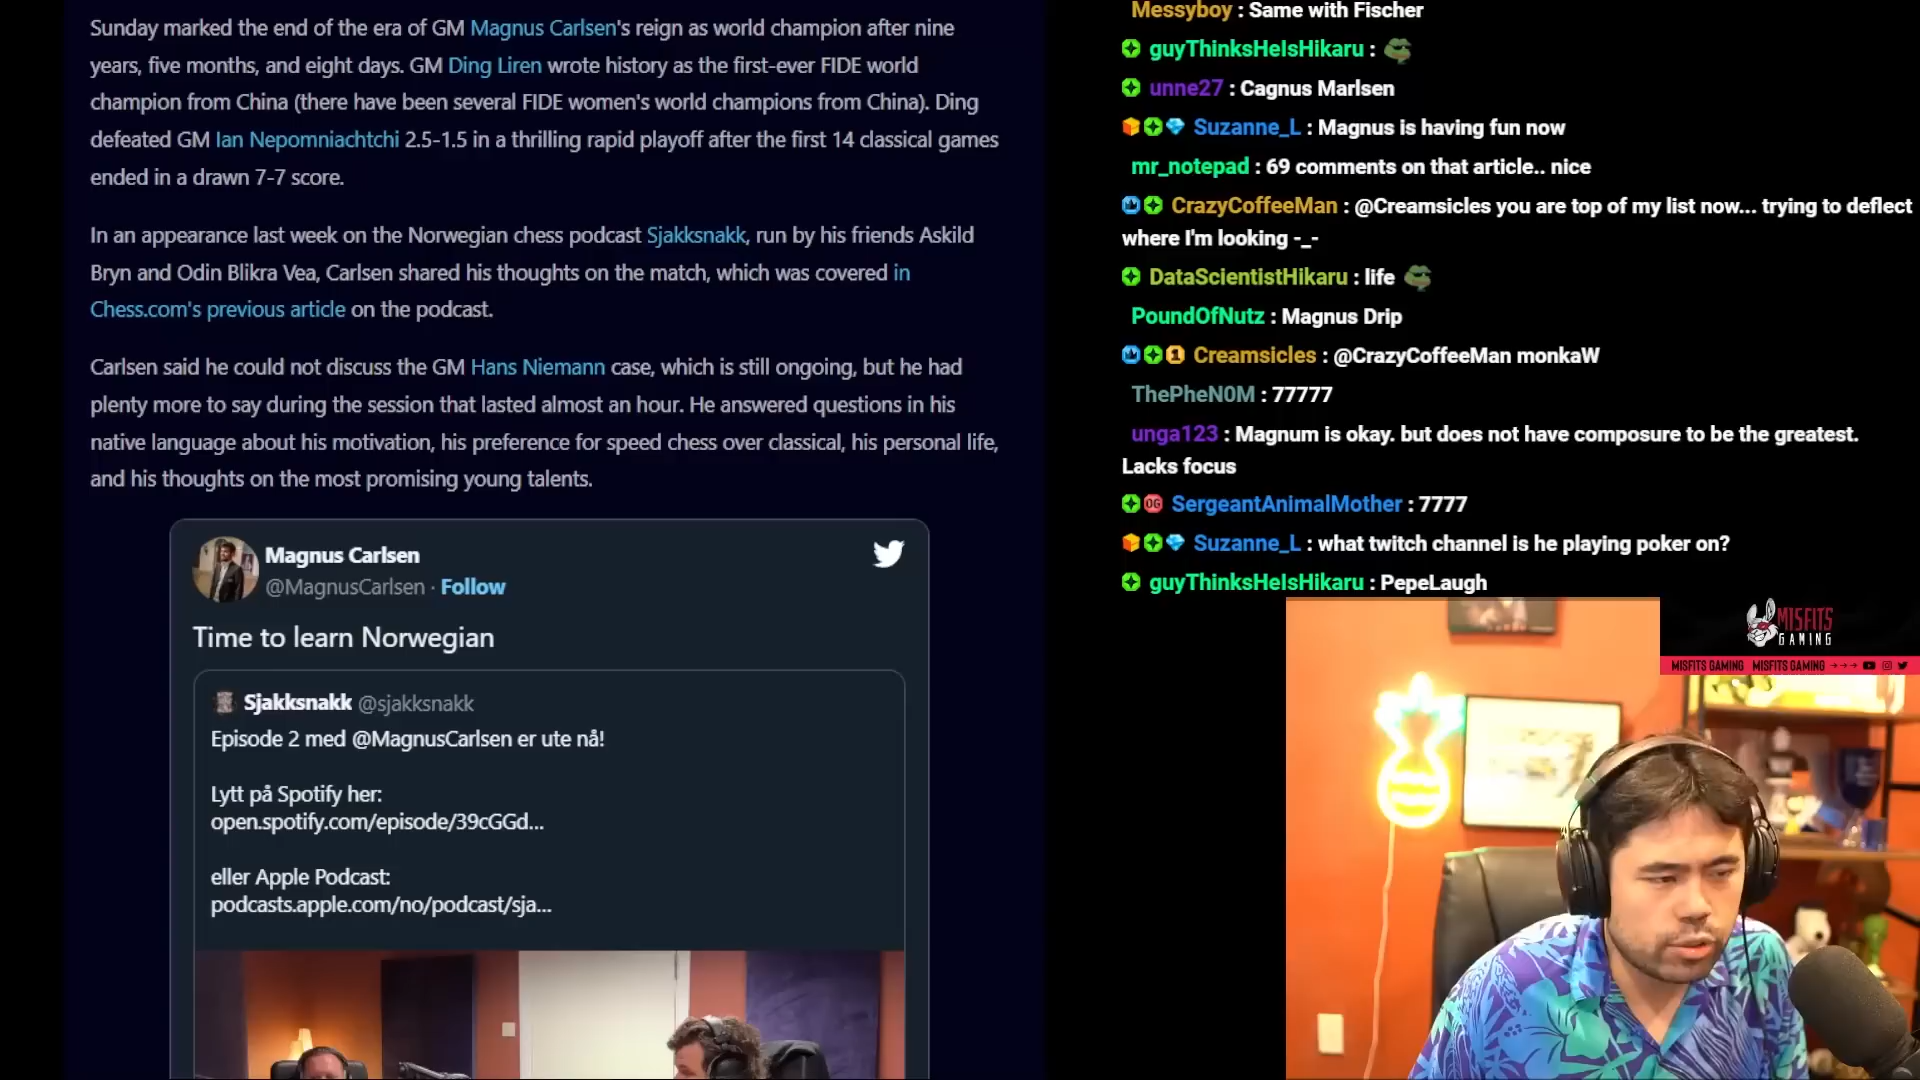 Sunday marked the end of the era of GM Magnus Carlsen's reign as world champion after nine
years, five months, and eight days. GM Ding Liren wrote history as the first-ever FIDE world
champion from China (there have been several FIDE women's world champions from China). Ding
defeated GM Ian Nepomniachtchi 2.5-1.5 in a thrilling rapid playoff after the first 14 classical games
ended in a drawn 7-7 score.
In an appearance last week on the Norwegian chess podcast Sjakksnakk, run by his friends Askild
Bryn and Odin Blikra Vea, Carlsen shared his thoughts on the match, which was covered in
Chess.com's previous article on the podcast.
Carlsen said he could not discuss the GM Hans Niemann case, which is still ongoing, but he had
plenty more to say during the session that lasted almost an hour. He answered questions in his
native language about his motivation, his preference for speed chess over classical, his personal life,
and his thoughts on the most promising young talents.
Magnus Carlsen
@MagnusCarlsen · Follow
Time to learn Norwegian
Sjakksnakk @sjakksnakk
Episode 2 med @MagnusCarlsen er ute nå!
Lytt på Spotify her:
open.spotify.com/episode/39cGGd...
eller Apple Podcast:
podcasts.apple.com/no/podcast/sja...
Messyboy : Same with Fischer
guyThinksHeIsHikaru :
unne27 : Cagnus Marlsen
Suzanne_L : Magnus is having fun now
mr_notepad : 69 comments on that article.. nice
CrazyCoffeeMan : @Creamsicles you are top of my list now... trying to deflect
where I'm looking -_-
DataScientistHikaru : life
PoundOfNutz : Magnus Drip
1 Creamsicles : @CrazyCoffeeMan monkaW
ThePheN0M : 77777
unga123 : Magnum is okay. but does not have composure to be the greatest.
Lacks focus
OG SergeantAnimalMother : 7777
Suzanne_L : what twitch channel is he playing poker on?
guyThinksHeIsHikaru : PepeLaugh
MISFITS
GAMING
MISFITS GAMING MISFITS GAMING →→→